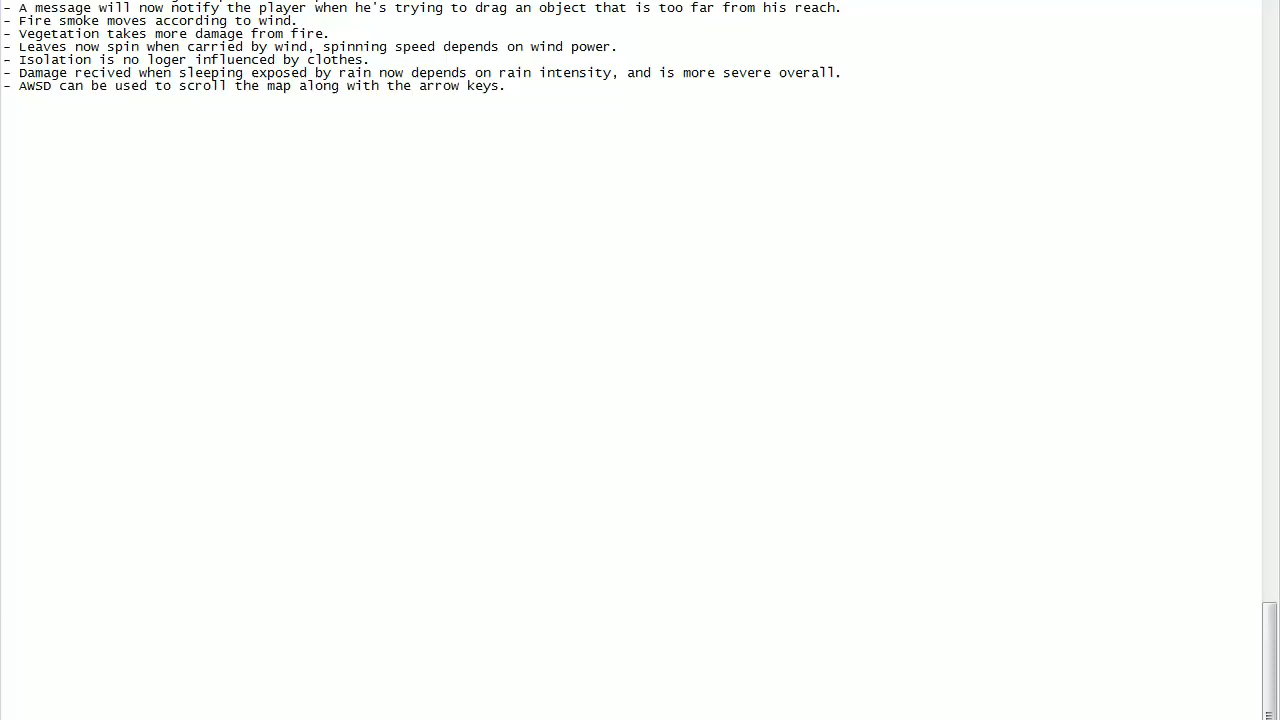 - A message will now notify the player when he's trying to drag an object that is too far from his reach.
- Fire smoke moves according to wind.
- Vegetation takes more damage from fire.
- Leaves now spin when carried by wind, spinning speed depends on wind power.
- Isolation is no loger influenced by clothes.
- Damage recived when sleeping exposed by rain now depends on rain intensity, and is more severe overall.
- AWSD can be used to scroll the map along with the arrow keys.